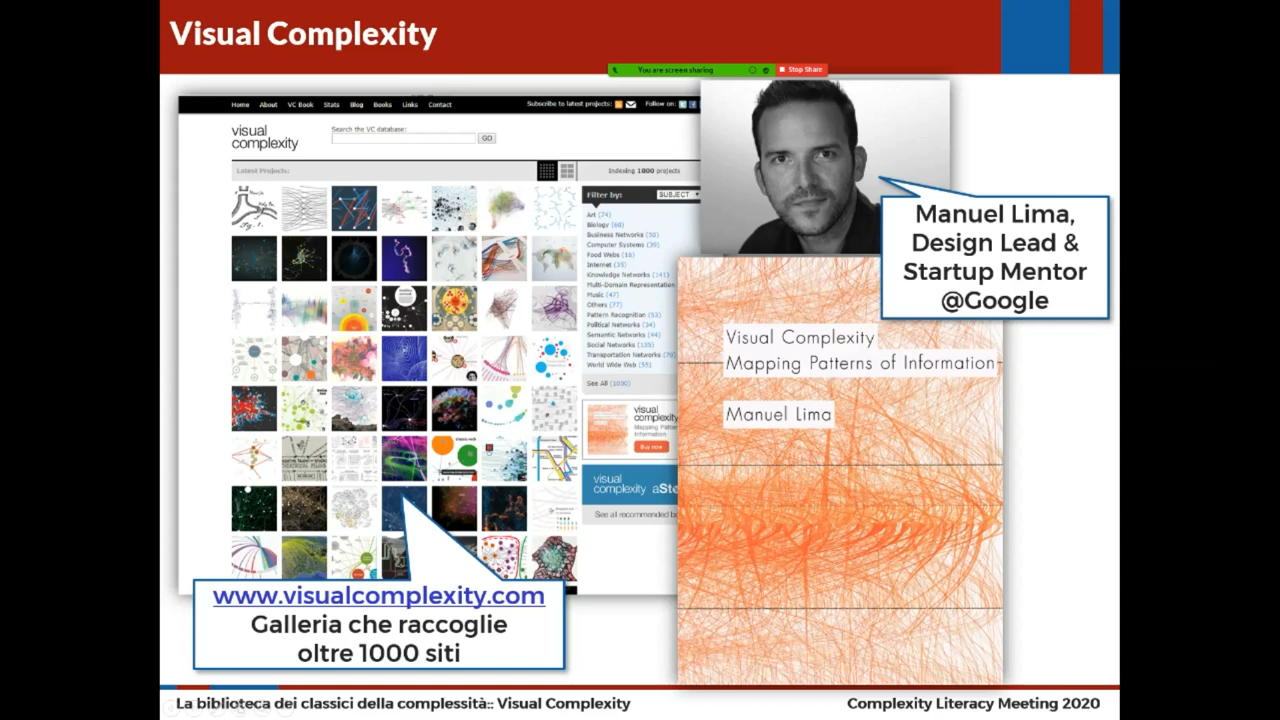 Visual Complexity
You are screen sharing
Stop Share
Home About VC Book Stats Blog Books Links Contact
Subscribe to latest projects:
Follow on:
visual
complexity
Search the VC database:
GO
Latest Projects:
Indexing 1000 projects
Filter by:
SUBJECT
Art (74)
Biology (60)
Business Networks (50)
Computer Systems (39)
Food Webs (18)
Internet (35)
Knowledge Networks (141)
Multi-Domain Representation
Music (47)
Others (77)
Pattern Recognition (53)
Political Networks (34)
Semantic Networks (44)
Social Networks (135)
Transportation Networks (70)
World Wide Web (55)
See All (1000)
visual
complexity
Mapping Patterns of
Information
Buy now
visual
complexity aSto
See all recommended bo
Manuel Lima,
Design Lead &
Startup Mentor
@Google
Visual Complexity
Mapping Patterns of Information
Manuel Lima
www.visualcomplexity.com
Galleria che raccoglie
oltre 1000 siti
La biblioteca dei classici della complessità:: Visual Complexity
Complexity Literacy Meeting 2020